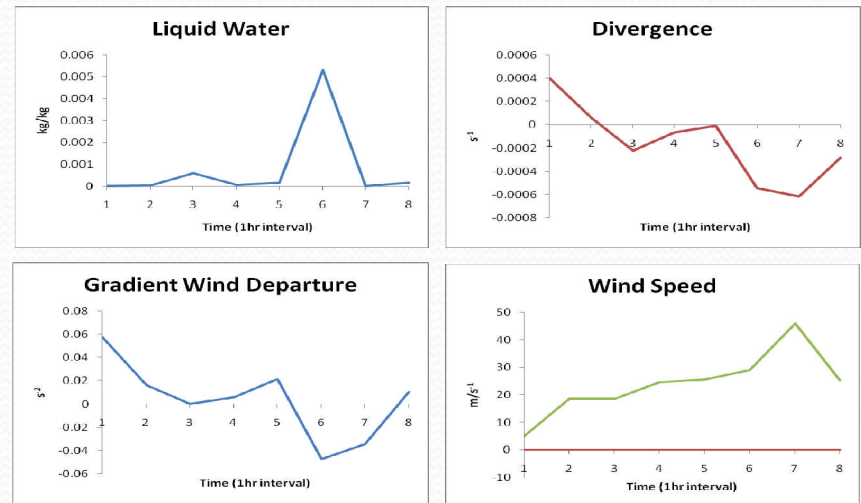 Liquid Water
0.006
0.005
0.004
0.003
0.002
0.001
0
kg/kg
1 2 3 4 5 6 7 8
Time (1hr interval)
Divergence
0.0006
0.0004
0.0002
0
-0.0002
-0.0004
-0.0006
-0.0008
s⁻¹
1 2 3 4 5 6 7 8
Time (1hr interval)
Gradient Wind Departure
0.08
0.06
0.04
0.02
0
-0.02
-0.04
-0.06
s⁻²
1 2 3 4 5 6 7 8
Time (1hr interval)
Wind Speed
50
40
30
20
10
0
-10
m/s⁻¹
1 2 3 4 5 6 7 8
Time (1hr interval)